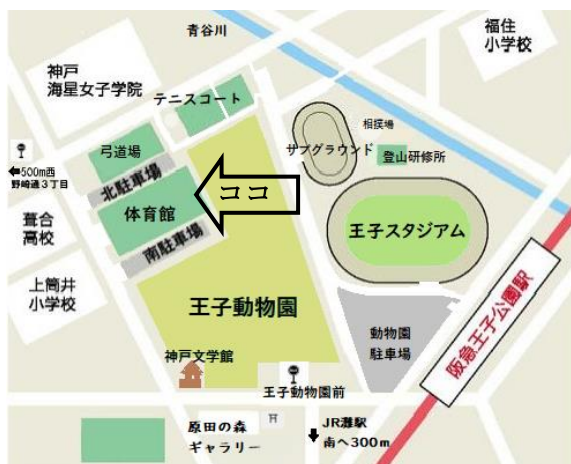 青谷川
福住
小学校
神戸
海星女子学院
テニスコート
相撲場
サブグラウンド
登山研修所
弓道場
←500m西
野崎通3丁目
北駐車場
体育館
ココ
南駐車場
葺合
高校
上筒井
小学校
王子スタジアム
王子動物園
動物園
駐車場
阪急王子公園駅
神戸文学館
王子動物園前
原田の森
ギャラリー
JR灘駅
南へ300m